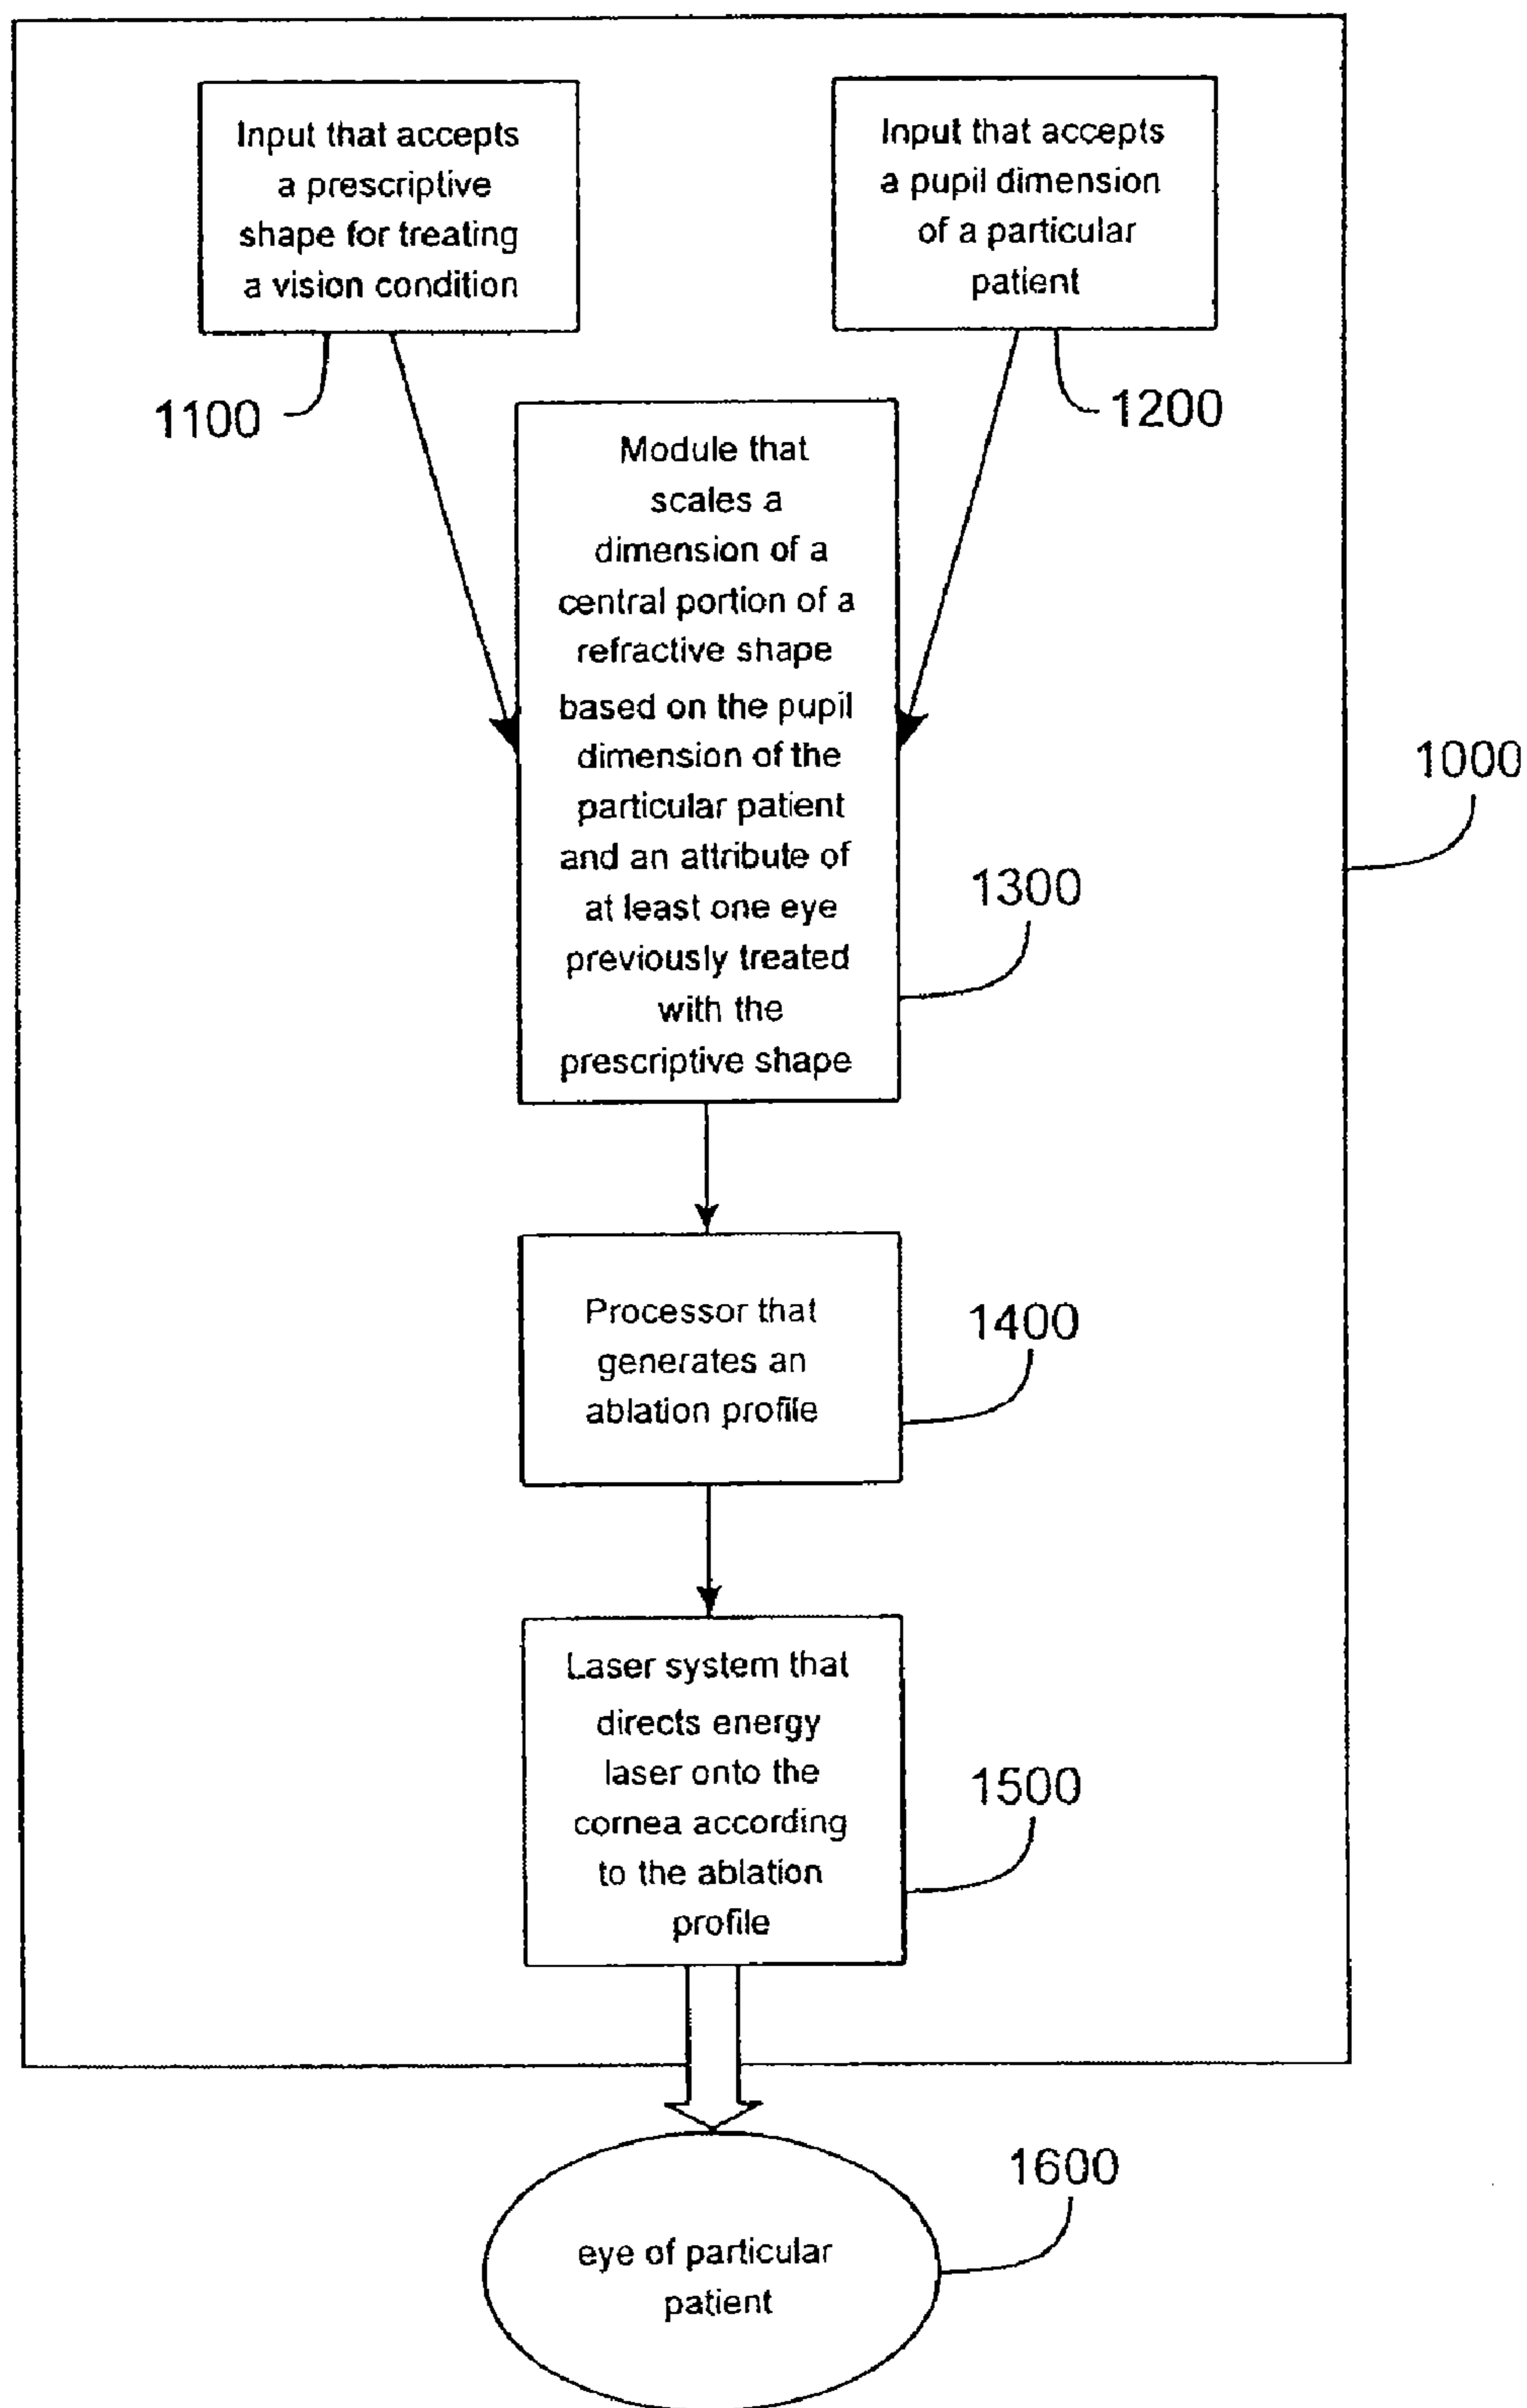 Input that accepts
a prescriptive
shape for treating
a vision condition
1100
Input that accepts
a pupil dimension
of a particular
patient
1200
Module that
scales a
dimension of a
central portion of a
refractive shape
based on the pupil
dimension of the
particular patient
and an attribute of
at least one eye
previously treated
with the
prescriptive shape
1300
1000
Processor that
generates an
ablation profile
1400
Laser system that
directs energy
laser onto the
cornea according
to the ablation
profile
1500
eye of particular
patient
1600